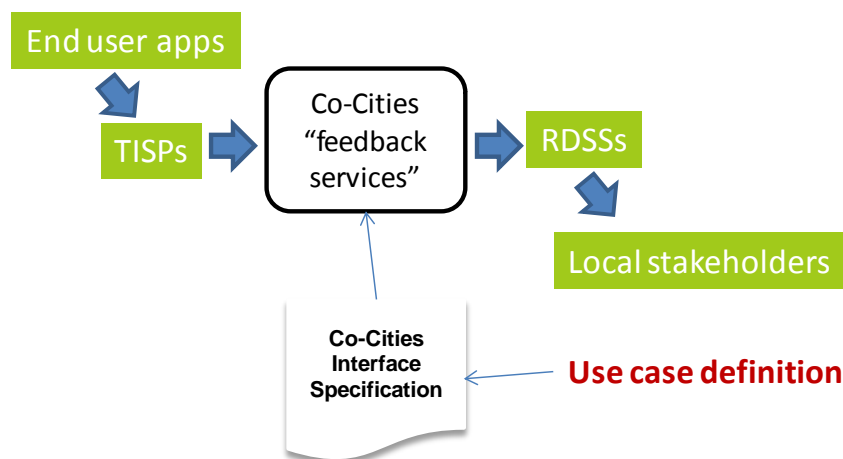 End user apps
TISPs
Co-Cities
“feedback
services”
RDSSs
Local stakeholders
Co-Cities
Interface
Specification
Use case definition